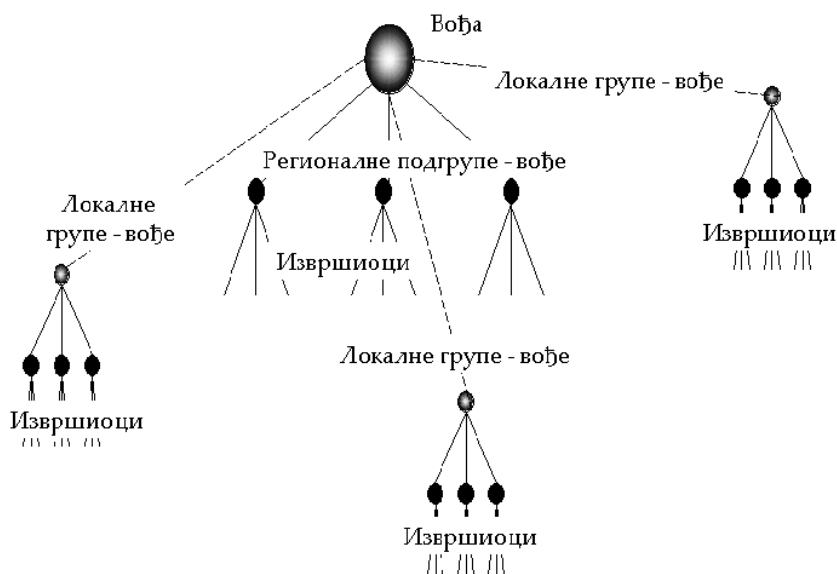 Вођа
Локалне групе - вође
Регионалне подгрупе - вође
Локалне
групе - вође
Извршиоци
Извршиоци
Локалне групе - вође
Извршиоци
Извршиоци